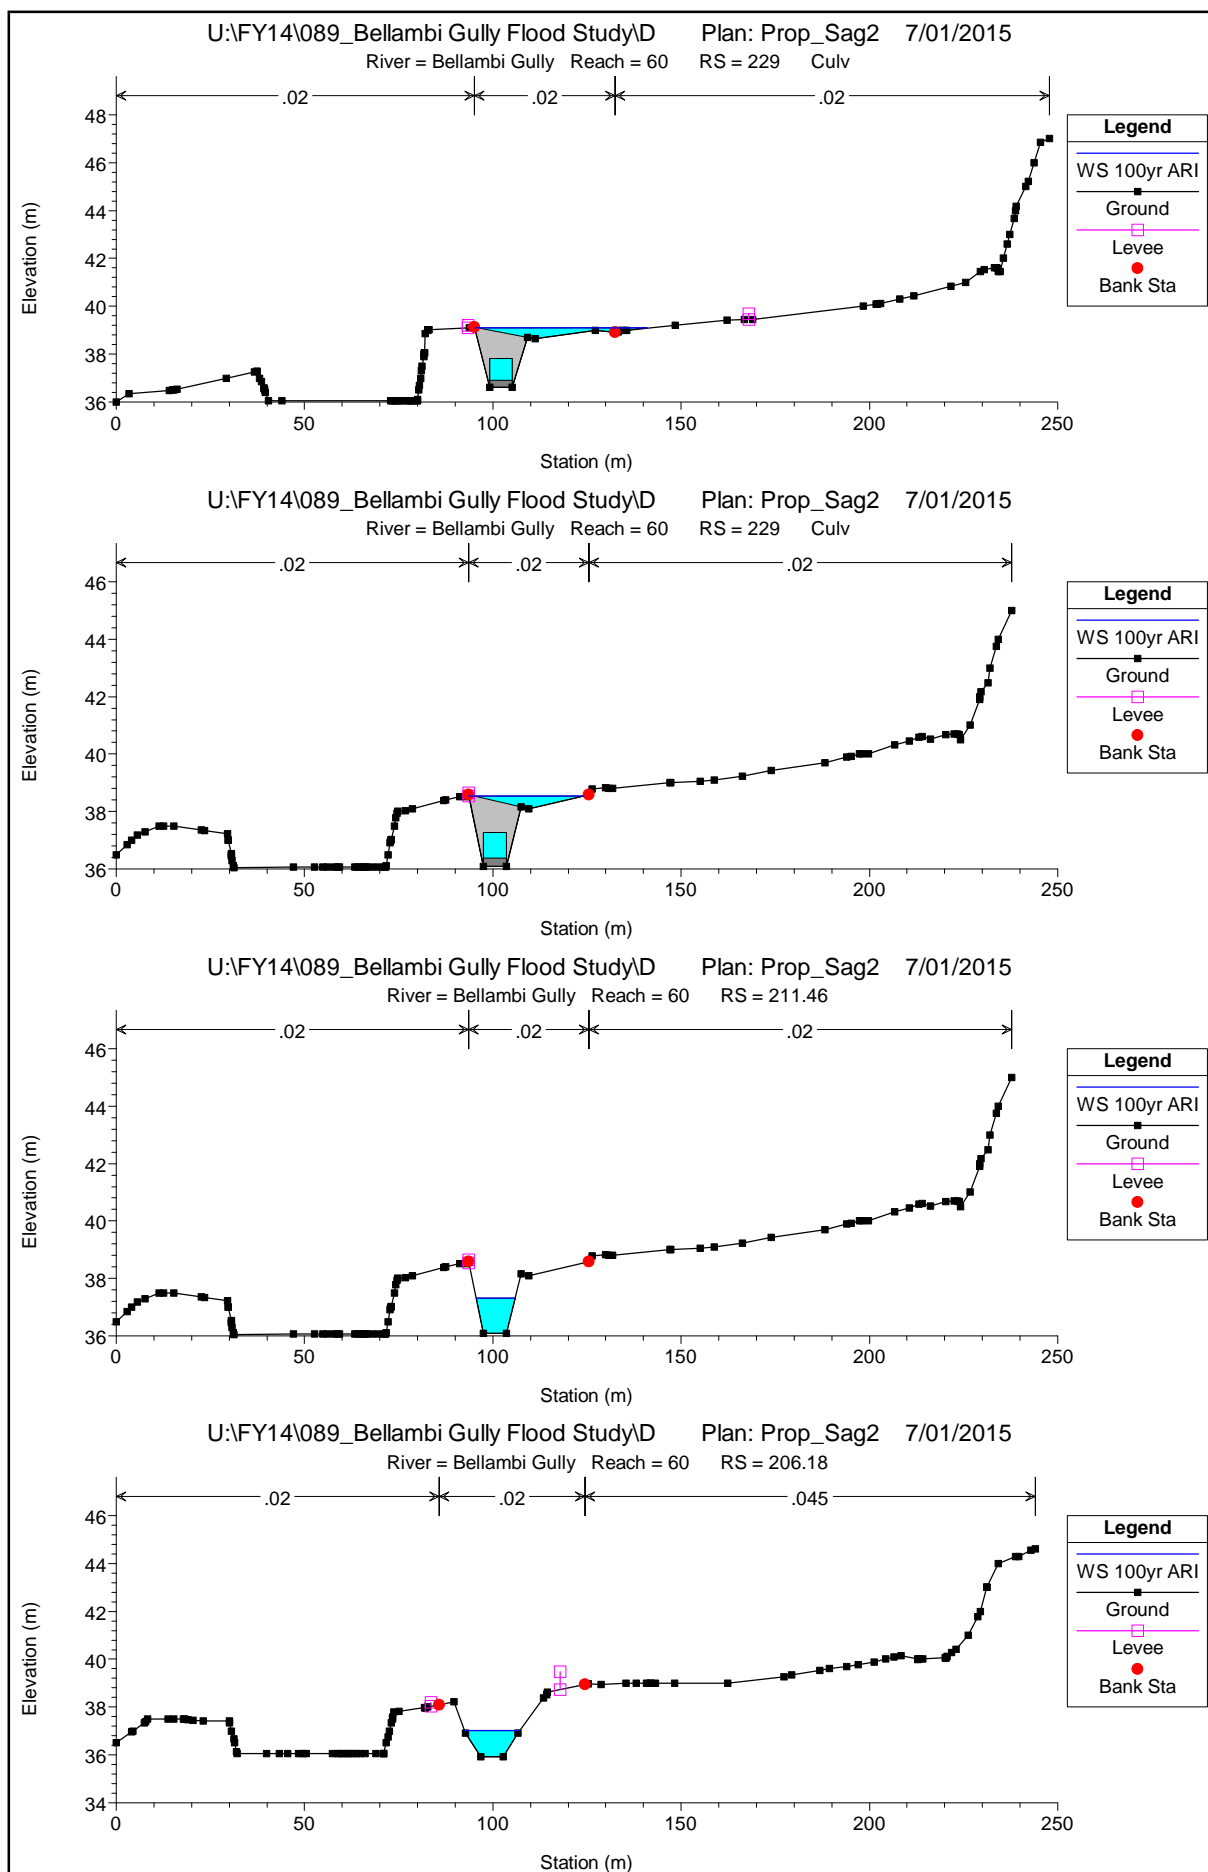 U:\FY14\089_Bellambi Gully Flood Study\D Plan: Prop_Sag2 7/01/2015
River = Bellambi Gully Reach = 60 RS = 229 Culv
.02 .02 .02
48
46
44
42
40
38
36
Elevation (m)
0 50 100 150 200 250
Station (m)
Legend
WS 100yr ARI
Ground
Levee
Bank Sta
U:\FY14\089_Bellambi Gully Flood Study\D Plan: Prop_Sag2 7/01/2015
River = Bellambi Gully Reach = 60 RS = 229 Culv
.02 .02 .02
46
44
42
40
38
36
Elevation (m)
0 50 100 150 200 250
Station (m)
Legend
WS 100yr ARI
Ground
Levee
Bank Sta
U:\FY14\089_Bellambi Gully Flood Study\D Plan: Prop_Sag2 7/01/2015
River = Bellambi Gully Reach = 60 RS = 211.46
.02 .02 .02
46
44
42
40
38
36
Elevation (m)
0 50 100 150 200 250
Station (m)
Legend
WS 100yr ARI
Ground
Levee
Bank Sta
U:\FY14\089_Bellambi Gully Flood Study\D Plan: Prop_Sag2 7/01/2015
River = Bellambi Gully Reach = 60 RS = 206.18
.02 .02 .045
46
44
42
40
38
36
34
Elevation (m)
0 50 100 150 200 250
Station (m)
Legend
WS 100yr ARI
Ground
Levee
Bank Sta